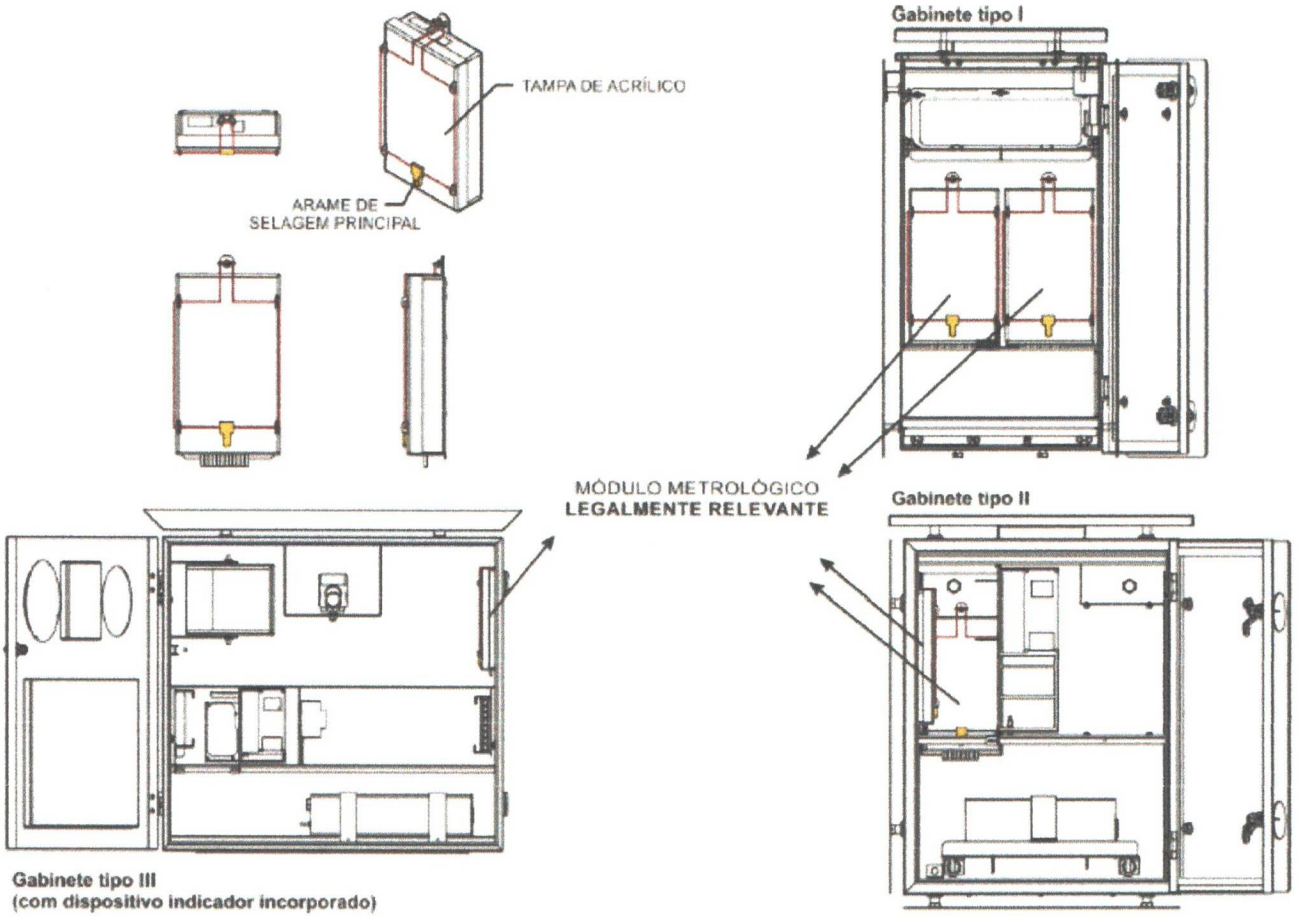 Gabinete tipo I
TAMPA DE ACRÍLICO
ARAME DE
SELAGEM PRINCIPAL
MÓDULO METROLÓGICO
LEGALMENTE RELEVANTE
Gabinete tipo II
Gabinete tipo III
(com dispositivo indicador incorporado)